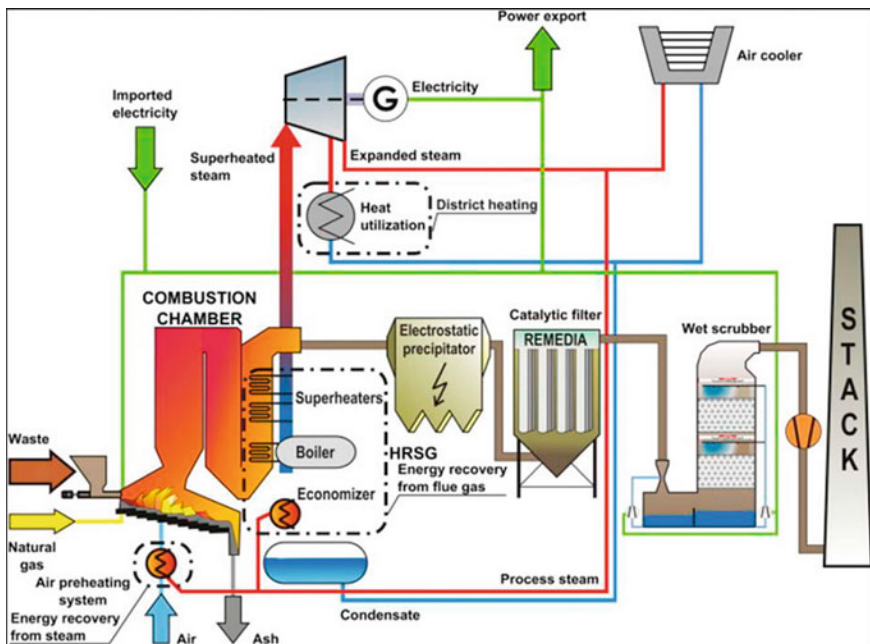 Power export
Air cooler
Imported
electricity
G
Electricity
Superheated
steam
Expanded steam
Heat
utilization
District heating
COMBUSTION
CHAMBER
Electrostatic
precipitator
Catalytic filter
REMEDIA
Wet scrubber
STACK
Superheaters
Boiler
HRSG
Energy recovery
from flue gas
Economizer
Waste
Natural
gas
Air preheating
system
Energy recovery
from steam
Air
Ash
Condensate
Process steam